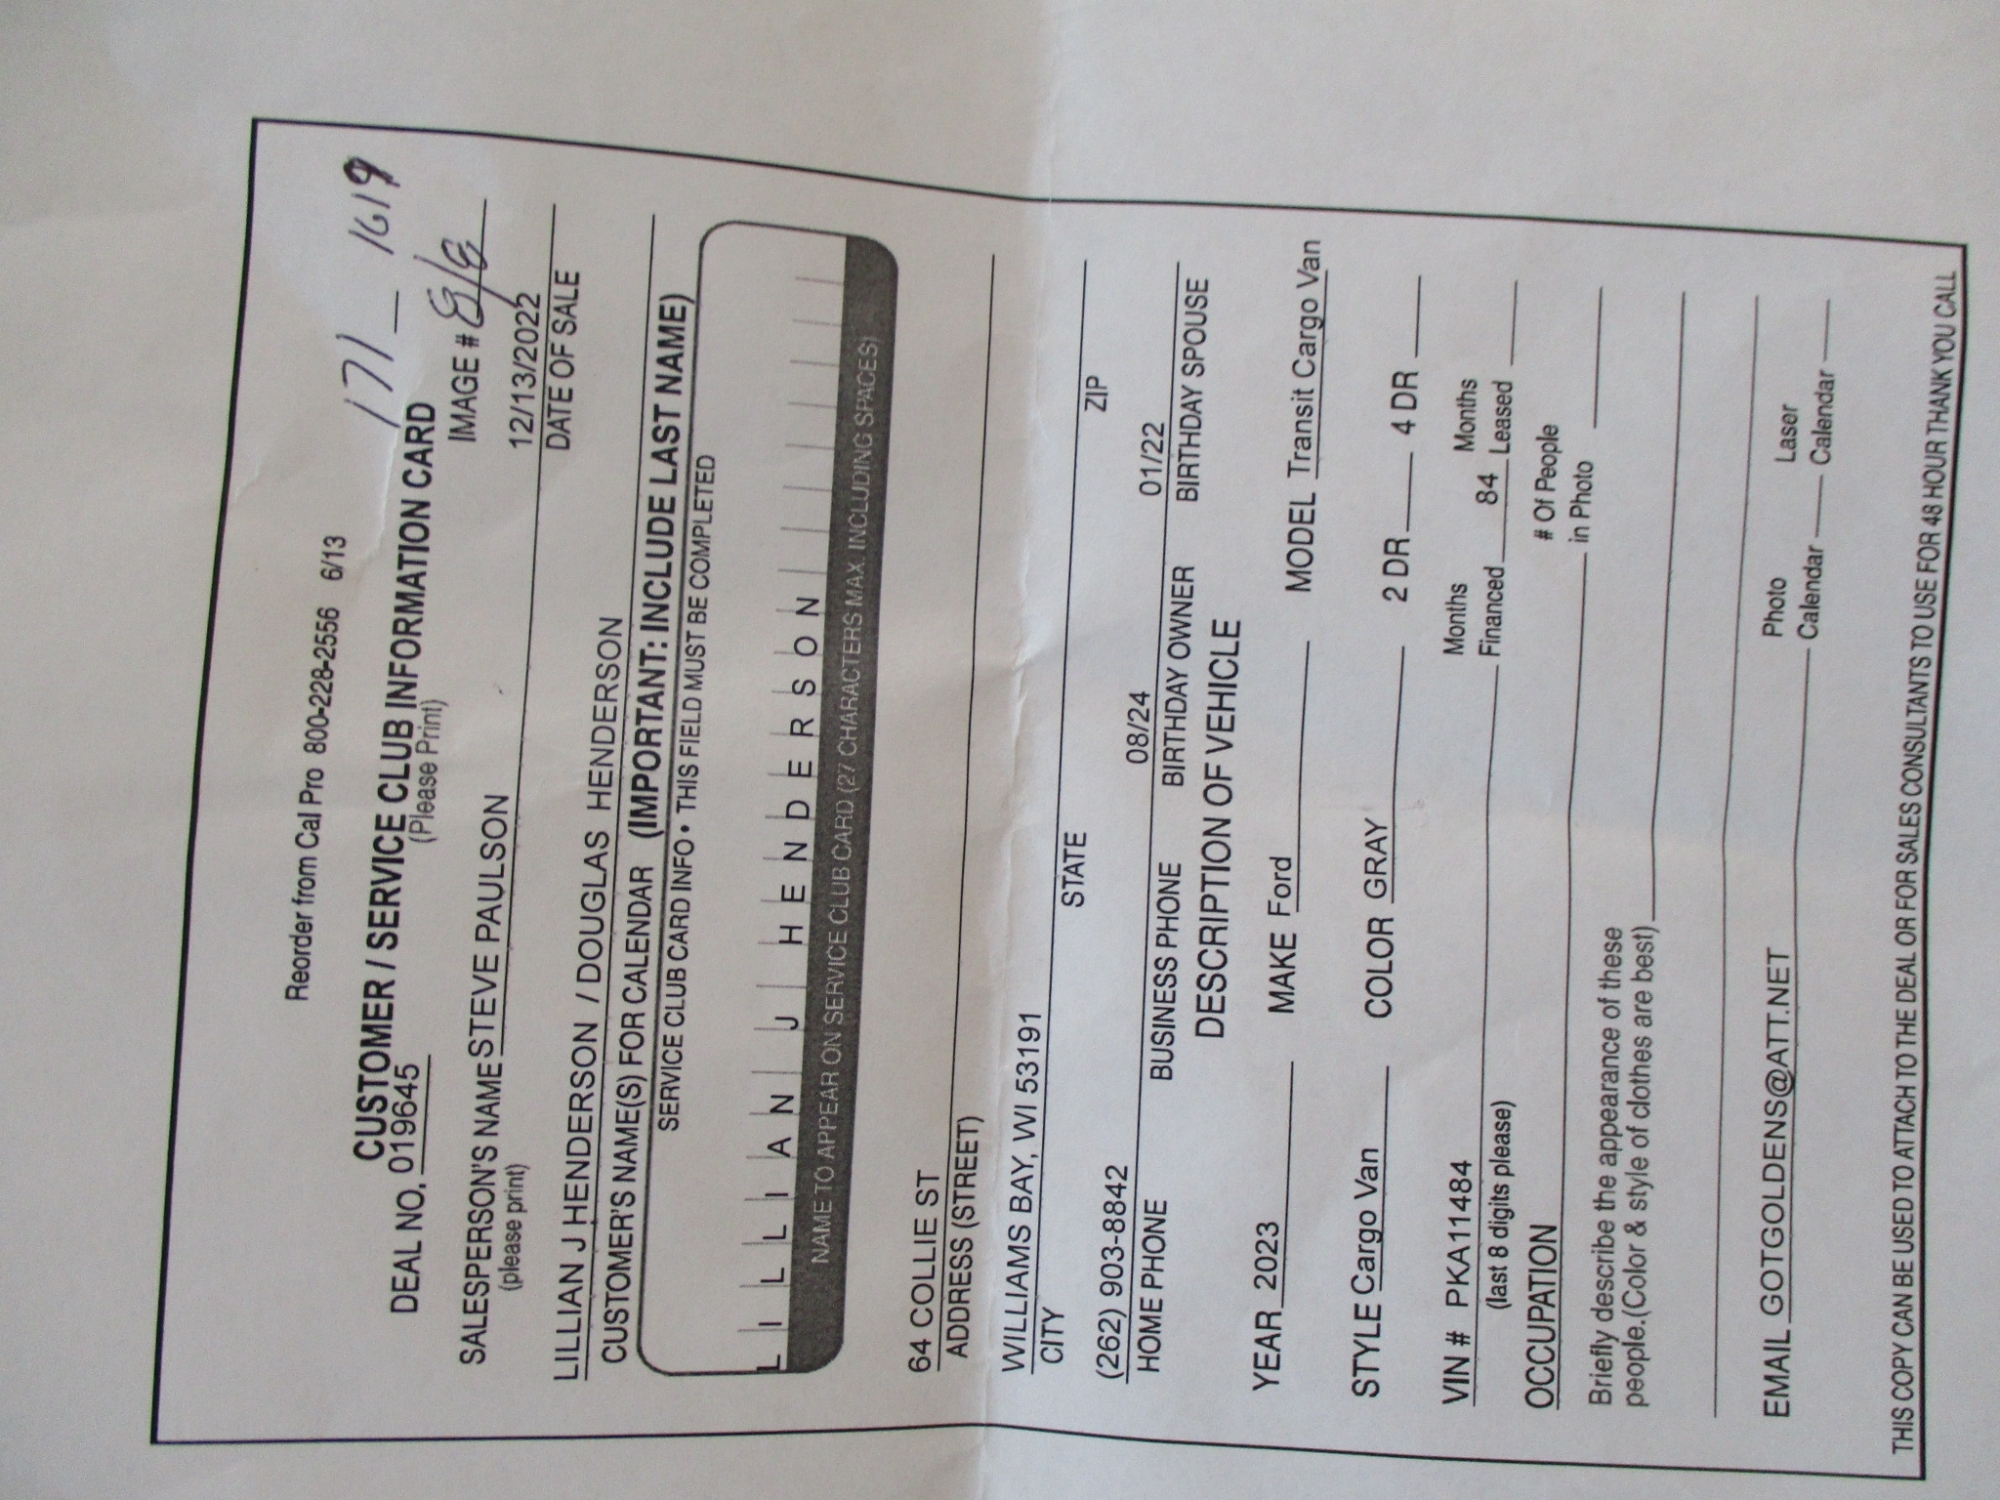 Reorder from Cal Pro 800-228-2556 6/13
171 - 1619
CUSTOMER / SERVICE CLUB INFORMATION CARD
(Please Print)
DEAL NO. 019645
IMAGE #
SALESPERSON'S NAME STEVE PAULSON 12/13/2022
(please print) DATE OF SALE
LILLIAN J HENDERSON / DOUGLAS HENDERSON
CUSTOMER'S NAME(S) FOR CALENDAR (IMPORTANT: INCLUDE LAST NAME)
SERVICE CLUB CARD INFO • THIS FIELD MUST BE COMPLETED
LILLIAN J HENDERSON
NAME TO APPEAR ON SERVICE CLUB CARD (27 CHARACTERS MAX. INCLUDING SPACES)
64 COLLIE ST
ADDRESS (STREET)
WILLIAMS BAY, WI 53191
CITY STATE ZIP
(262) 903-8842 08/24 01/22
HOME PHONE BUSINESS PHONE BIRTHDAY OWNER BIRTHDAY SPOUSE
DESCRIPTION OF VEHICLE
YEAR 2023 MAKE Ford MODEL Transit Cargo Van
STYLE Cargo Van COLOR GRAY 2 DR 4 DR
Months Months
VIN # PKA11484 Financed 84 Leased
(last 8 digits please)
# Of People
OCCUPATION in Photo
Briefly describe the appearance of these
people.(Color & style of clothes are best)
Photo Laser
EMAIL GOTGOLDENS@ATT.NET Calendar Calendar
THIS COPY CAN BE USED TO ATTACH TO THE DEAL OR FOR SALES CONSULTANTS TO USE FOR 48 HOUR THANK YOU CALL